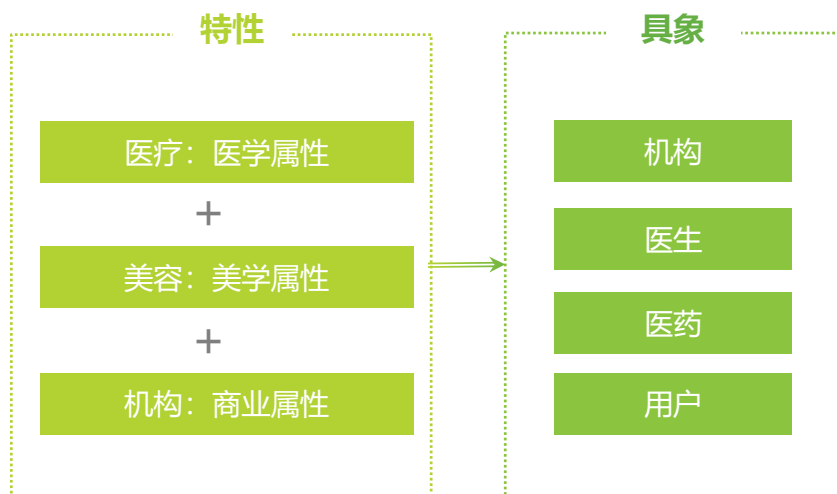 特性
医疗：医学属性
+
美容：美学属性
+
机构：商业属性
具象
机构
医生
医药
用户